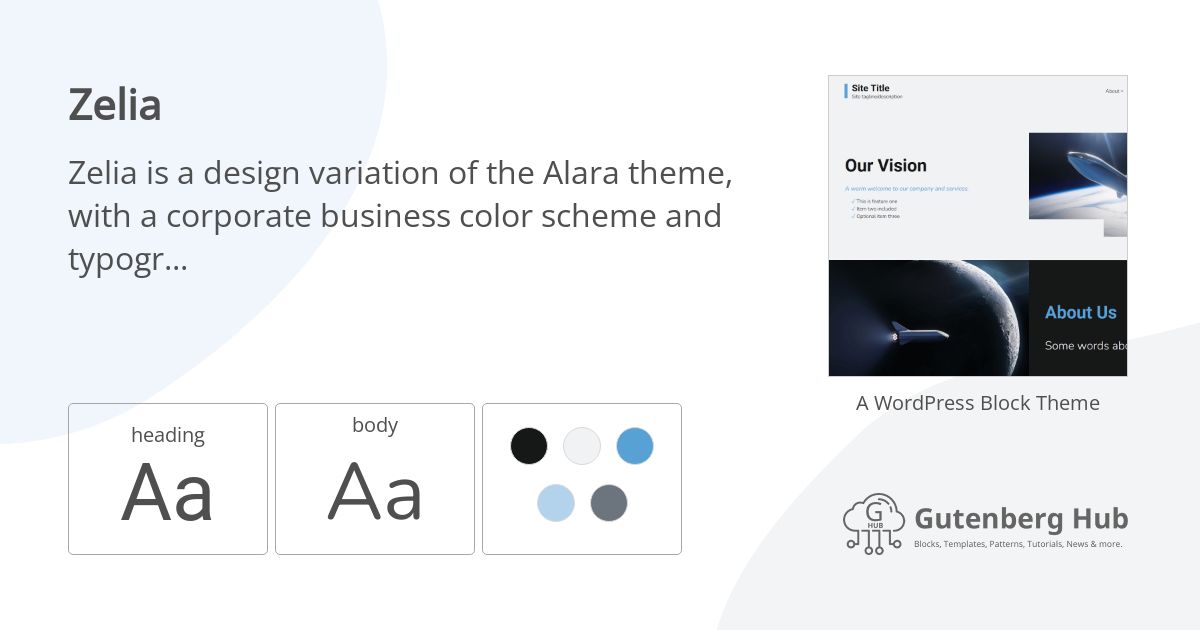 Zelia
Zelia is a design variation of the Alara theme,
with a corporate business color scheme and
typogr...
heading
Aa
body
Aa
Site Title
Site tagline/description
About
Our Vision
A warm welcome to our company and services.
✓ This is feature one
✓ Item two included
✓ Optional item three
About Us
Some words abo
A WordPress Block Theme
G
HUB
Gutenberg Hub
Blocks, Templates, Patterns, Tutorials, News & more.